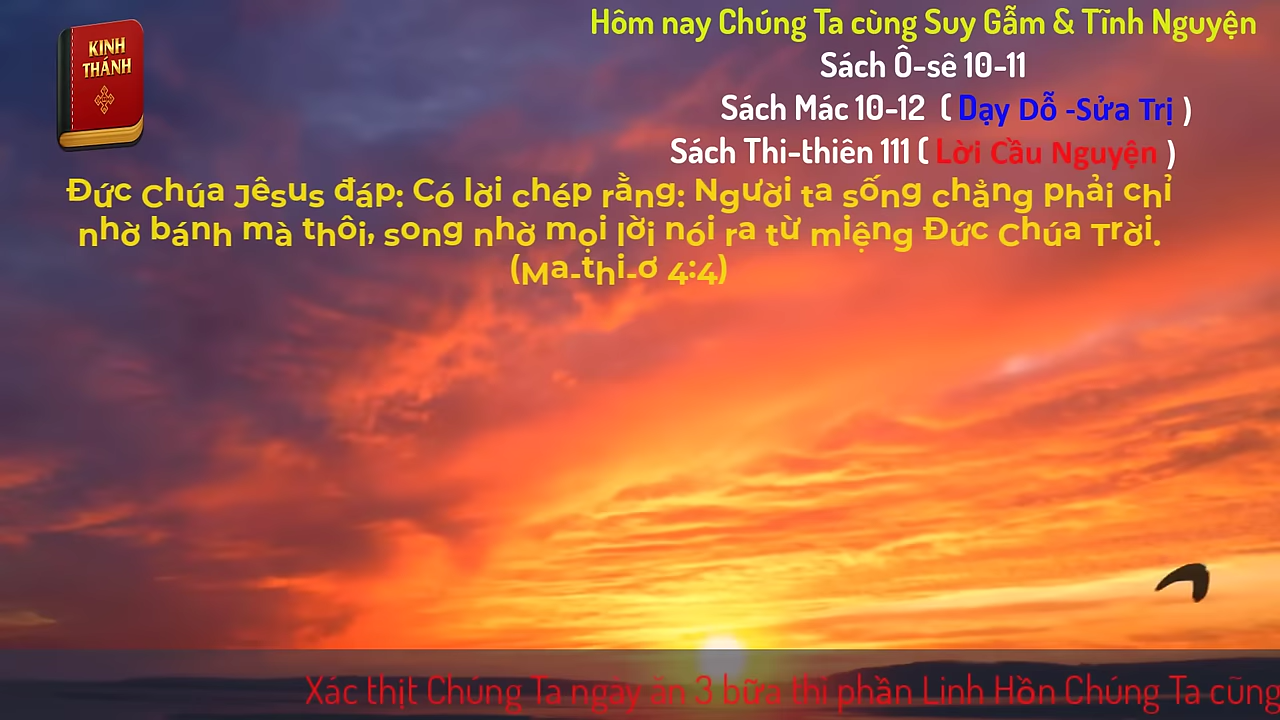 KINH
THÁNH
Hôm nay Chúng Ta cùng Suy Gẫm & Tĩnh Nguyện
Sách Ô-sê 10-11
Sách Mác 10-12 ( Dạy Dỗ -Sửa Trị )
Sách Thi-thiên 111 ( Lời Cầu Nguyện )
Đức Chúa Jêsus đáp: Có lời chép rằng: Người ta sống chẳng phải chỉ
nhờ bánh mà thôi, song nhờ mọi lời nói ra từ miệng Đức Chúa Trời.
(Ma-thi-ơ 4:4)
Xác thịt Chúng Ta ngày ăn 3 bữa thì phần Linh Hồn Chúng Ta cũng